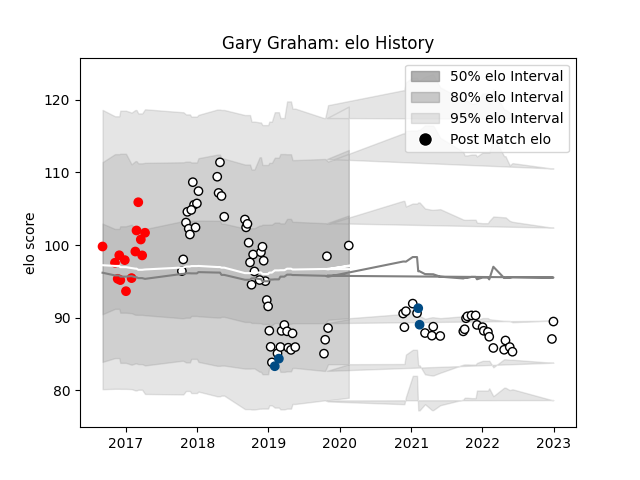 Gary Graham: elo History
50% elo Interval
80% elo Interval
95% elo Interval
Post Match elo
elo score
120
110
100
90
80
2017 2018 2019 2020 2021 2022 2023